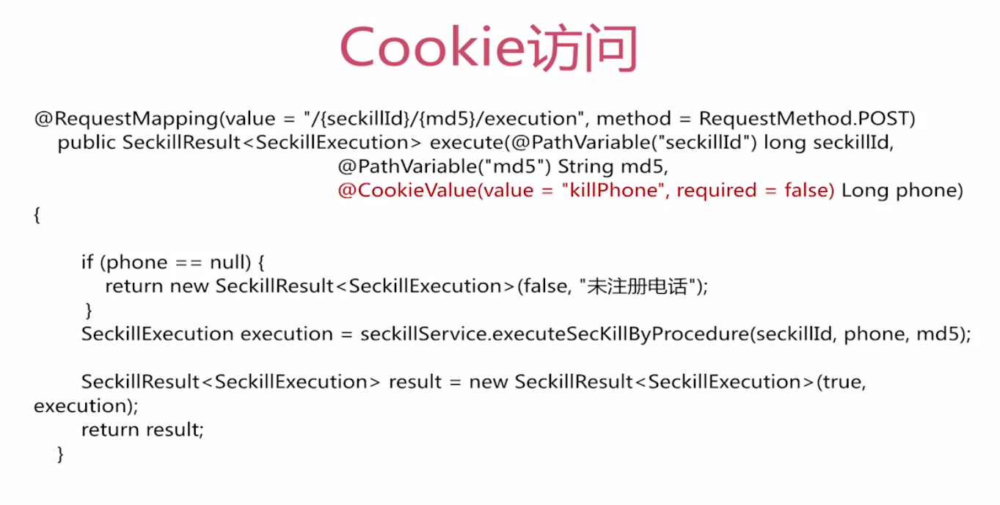 Cookie访问
@RequestMapping(value = "/{seckillId}/{md5}/execution", method = RequestMethod.POST)
public SeckillResult<SeckillExecution> execute(@PathVariable("seckillId") long seckillId,
@PathVariable("md5") String md5,
@CookieValue(value = "killPhone", required = false) Long phone)
{
if (phone == null) {
return new SeckillResult<SeckillExecution>(false, "未注册电话");
}
SeckillExecution execution = seckillService.executeSecKillByProcedure(seckillId, phone, md5);
SeckillResult<SeckillExecution> result = new SeckillResult<SeckillExecution>(true,
execution);
return result;
}